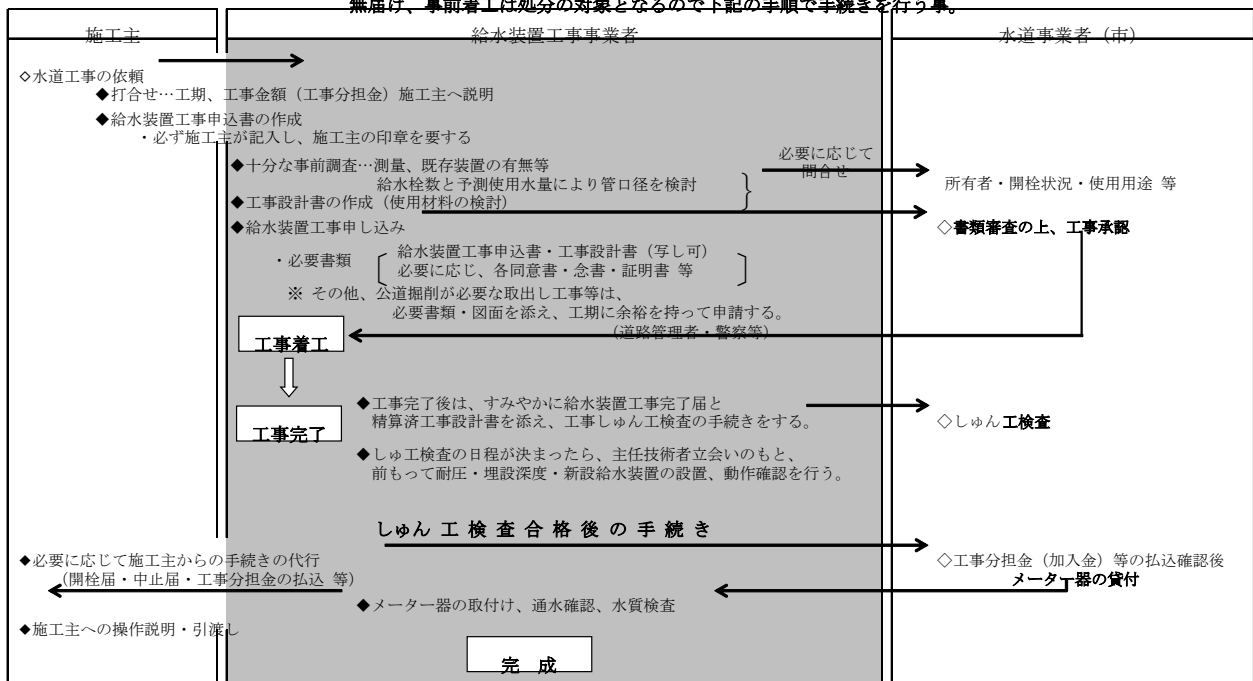 無届け、事前着工は処分の対象となるので下記の手順で手続きを行う事。
施工主
給水装置工事事業者
水道事業者（市）
◇水道工事の依頼
◆打合せ…工期、工事金額（工事分担金）施工主へ説明
◆給水装置工事申込書の作成
・必ず施工主が記入し、施工主の印章を要する
◆十分な事前調査…測量、既存装置の有無等
給水栓数と予測使用水量により管口径を検討
必要に応じて
問合せ
所有者・開栓状況・使用用途 等
◆工事設計書の作成（使用材料の検討）
◆給水装置工事申し込み
◇書類審査の上、工事承認
・必要書類
給水装置工事申込書・工事設計書（写し可）
必要に応じ、各同意書・念書・証明書 等
※ その他、公道掘削が必要な取出し工事等は、
必要書類・図面を添え、工期に余裕を持って申請する。
（道路管理者・警察等）
工事着工
工事完了
◆工事完了後は、すみやかに給水装置工事完了届と
精算済工事設計書を添え、工事しゅん工検査の手続きをする。
◇しゅん工検査
◆しゅ工検査の日程が決まったら、主任技術者立会いのもと、
前もって耐圧・埋設深度・新設給水装置の設置、動作確認を行う。
しゅん 工 検 査 合 格 後 の 手 続 き
◆必要に応じて施工主からの手続きの代行
（開栓届・中止届・工事分担金の払込 等）
◇工事分担金（加入金）等の払込確認後
メーター器の貸付
◆メーター器の取付け、通水確認、水質検査
◆施工主への操作説明・引渡し
完 成